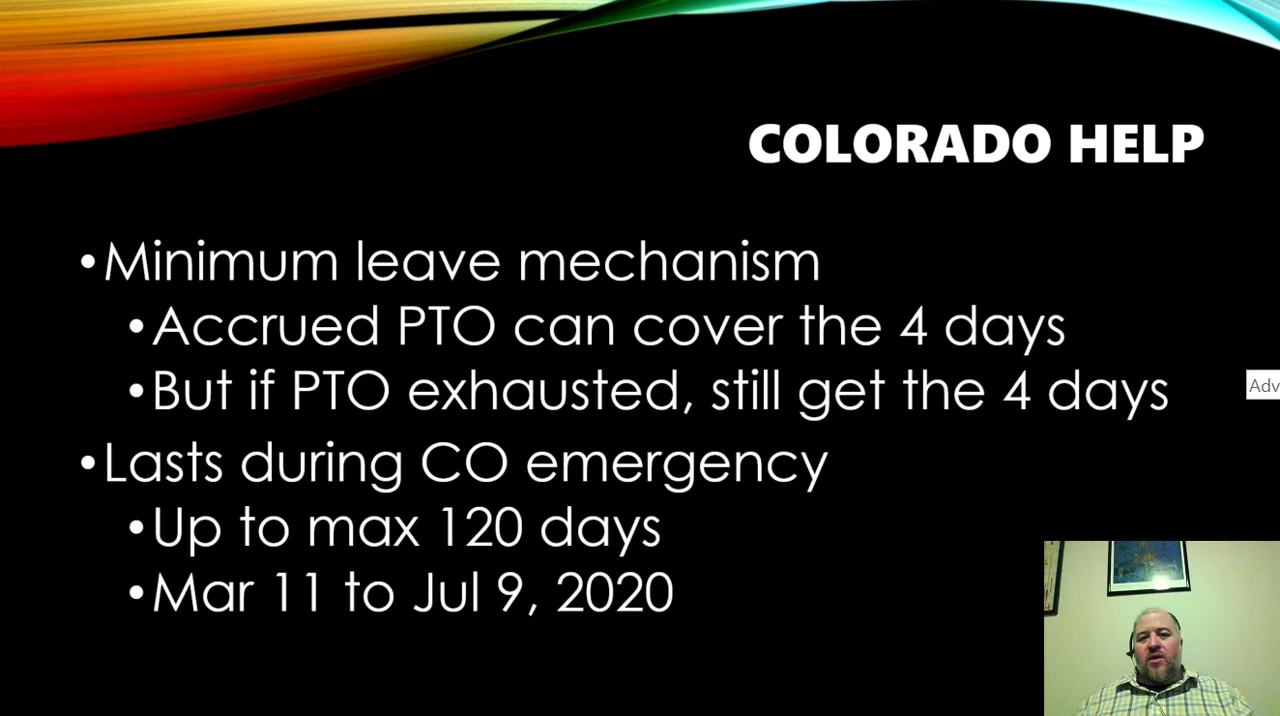 COLORADO HELP
•Minimum leave mechanism
•Accrued PTO can cover the 4 days
•But if PTO exhausted, still get the 4 days
•Lasts during CO emergency
•Up to max 120 days
•Mar 11 to Jul 9, 2020
Adv